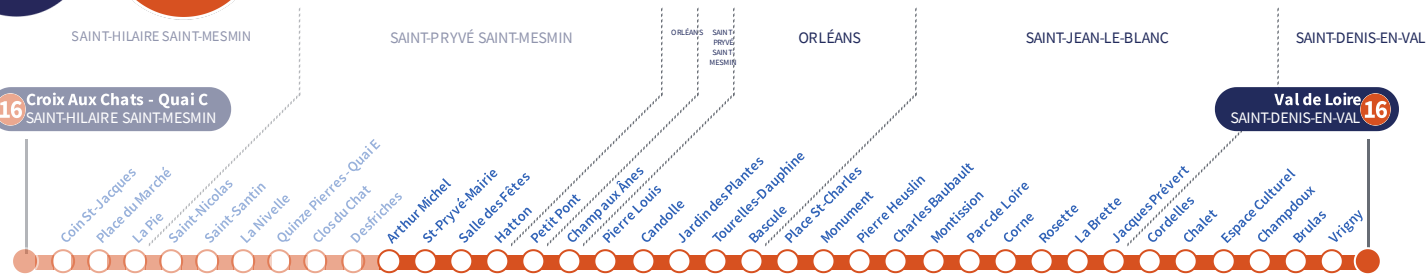 SAINT-HILAIRE SAINT-MESMIN
SAINT-PRYVÉ SAINT-MESMIN
ORLÉANS
SAINT-
PRYVÉ
SAINT-
MESMIN
ORLÉANS
SAINT-JEAN-LE-BLANC
SAINT-DENIS-EN-VAL
16
Croix Aux Chats - Quai C
SAINT-HILAIRE SAINT-MESMIN
Val de Loire
SAINT-DENIS-EN-VAL
16
Coin St-Jacques
Place du Marché
La Pie
Saint-Nicolas
Saint-Santin
La Nivelle
Quinze Pierres - Quai E
Clos du Chat
Desfriches
Arthur Michel
St-Pryvé-Mairie
Salle des Fêtes
Hatton
Petit Pont
Champ aux Ânes
Pierre Louis
Candolle
Jardin des Plantes
Tourelles-Dauphine
Bascule
Place St-Charles
Monument
Pierre Heuslin
Charles Baubault
Montission
Parc de Loire
Corne
Rosette
La Brette
Jacques Prévert
Cordelles
Chalet
Espace Culturel
Champdoux
Brulas
Vrigny